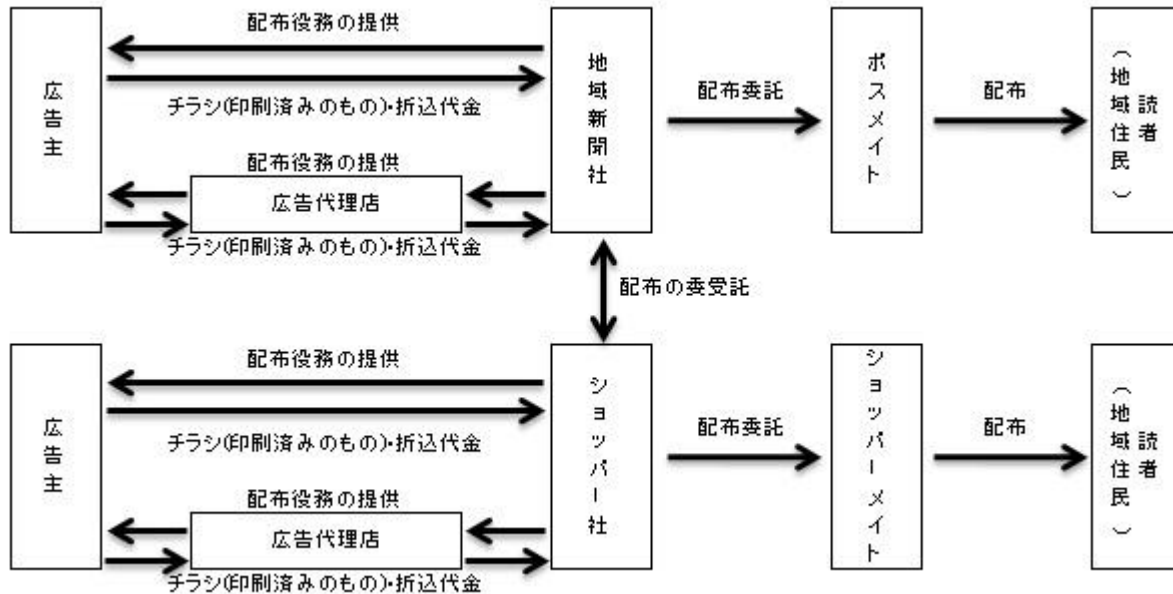 配布役務の提供
広告主
チラシ(印刷済みのもの)・折込代金
配布役務の提供
広告代理店
チラシ(印刷済みのもの)・折込代金
地域新聞社
配布委託
ポスメイト
配布
読者
(地域住民)
配布の委受託
配布役務の提供
広告主
チラシ(印刷済みのもの)・折込代金
配布役務の提供
広告代理店
チラシ(印刷済みのもの)・折込代金
ショッパー社
配布委託
ショッパーメイト
配布
読者
(地域住民)